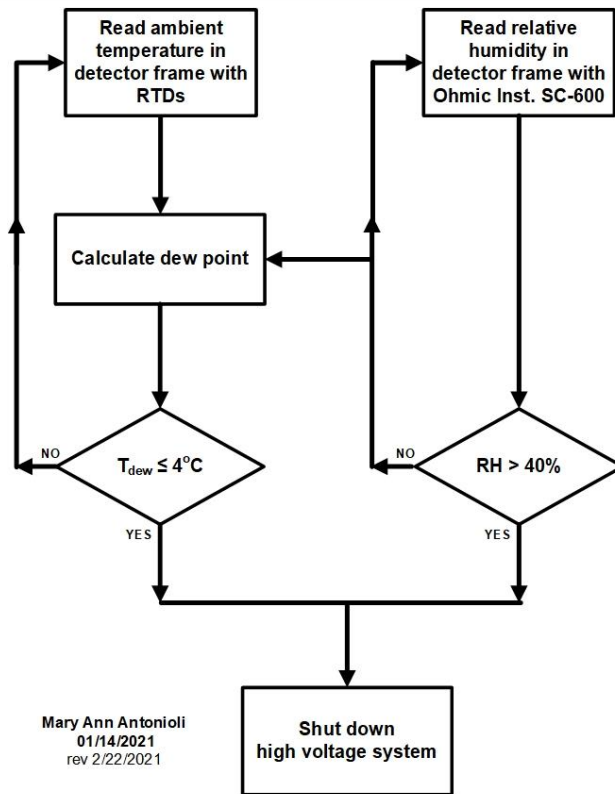 Read ambient
temperature in
detector frame with
RTDs
Read relative
humidity in
detector frame with
Ohmic Inst. SC-600
Calculate dew point
NO
T_dew ≤ 4°C
YES
NO
RH > 40%
YES
Shut down
high voltage system
Mary Ann Antonioli
01/14/2021
rev 2/22/2021